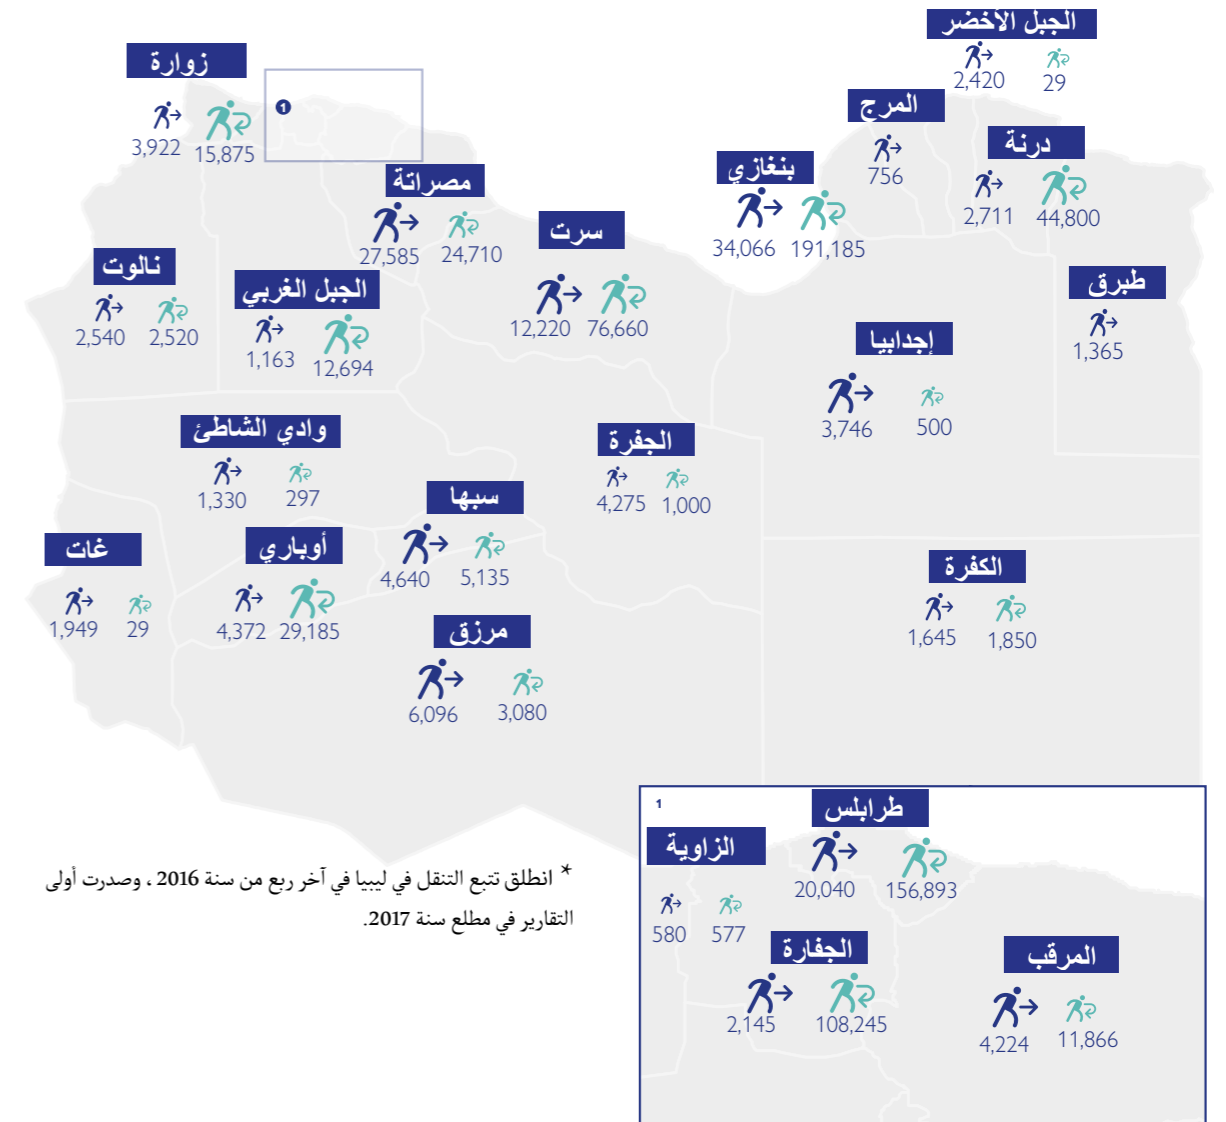 الجبل الأخضر
2,420 29
زوارة
3,922 15,875
1
المرج
756
درنة
2,711 44,800
بنغازي
34,066 191,185
مصراتة
27,585 24,710
سرت
12,220 76,660
نالوت
2,540 2,520
الجبل الغربي
1,163 12,694
طبرق
1,365
إجدابيا
3,746 500
وادي الشاطئ
1,330 297
الجفرة
4,275 1,000
سبها
4,640 5,135
غات
1,949 29
أوباري
4,372 29,185
الكفرة
1,645 1,850
مرزق
6,096 3,080
1
طرابلس
20,040 156,893
الزاوية
580 577
الجفارة
2,145 108,245
المرقب
4,224 11,866
* انطلق تتبع التنقل في ليبيا في آخر ربع من سنة 2016 ، وصدرت أولى
التقارير في مطلع سنة 2017.